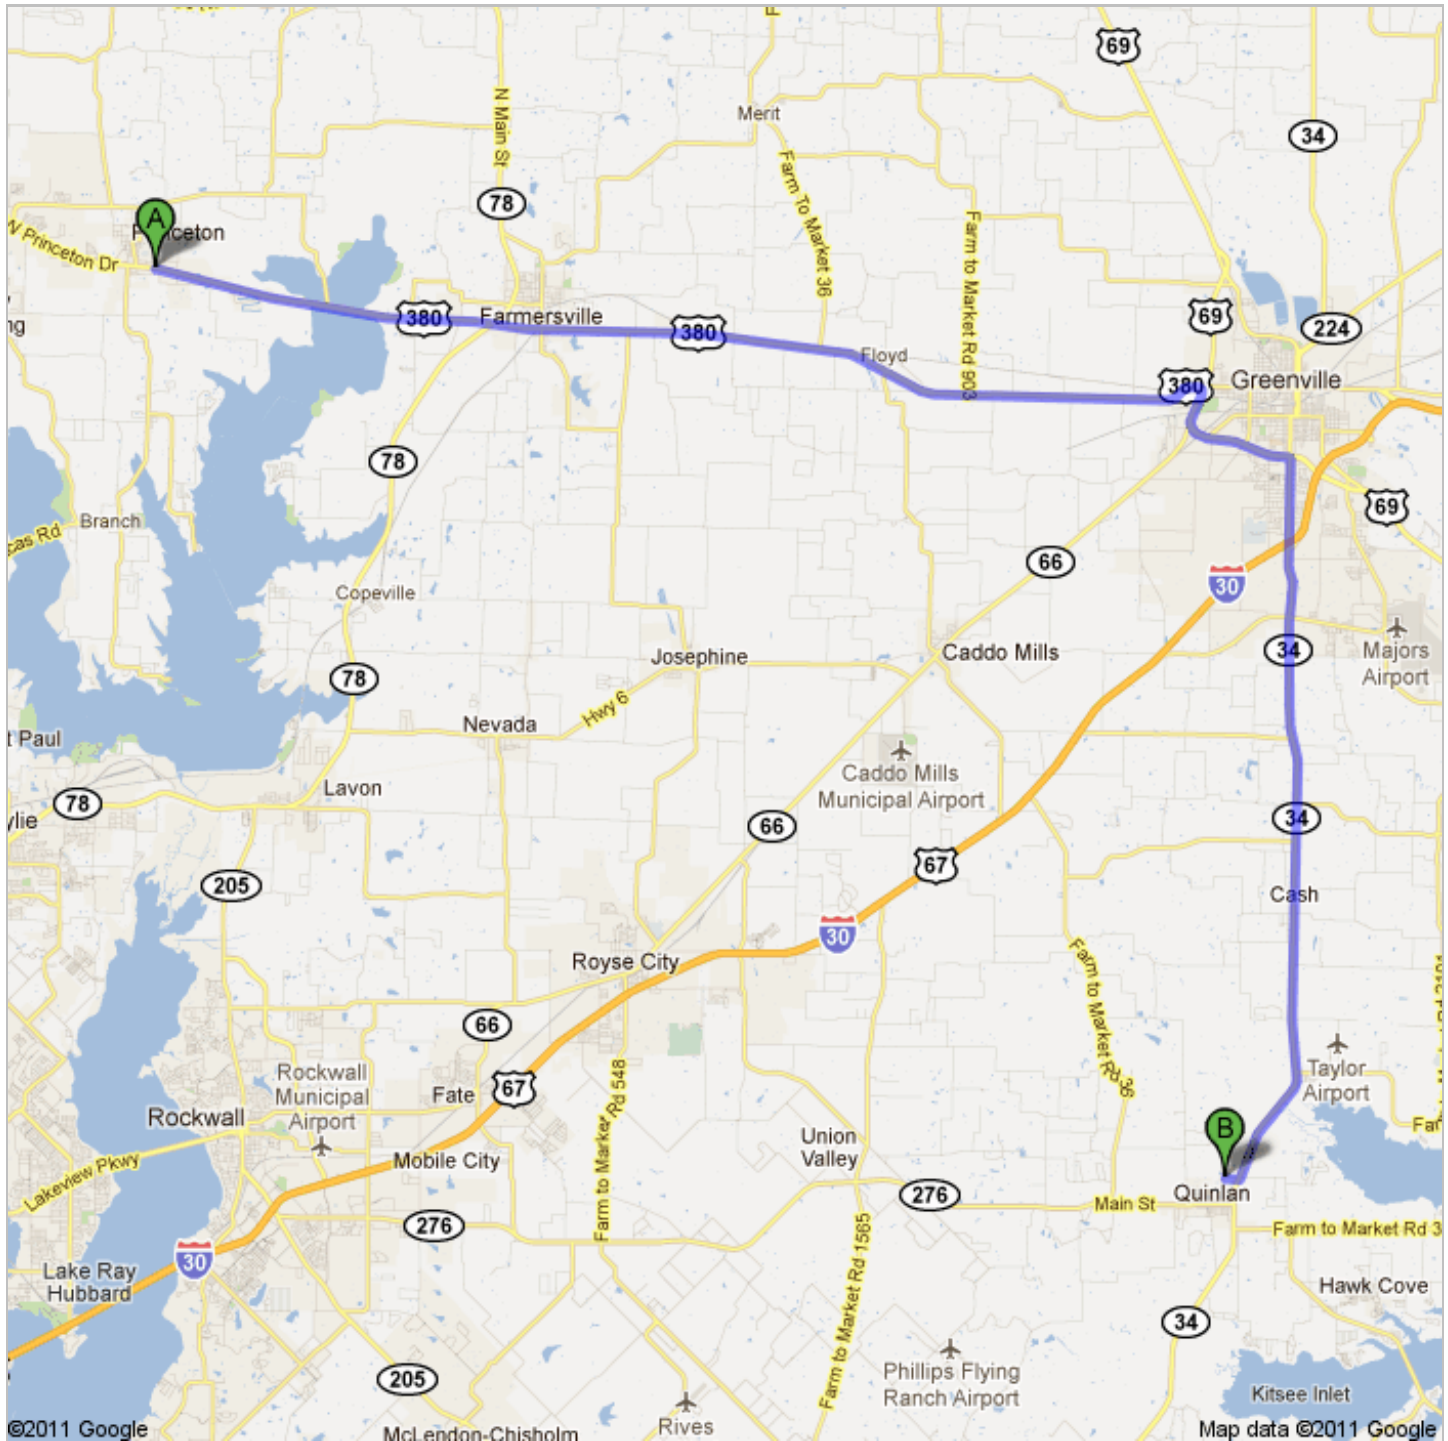 69
N Main St
Merit
34
Farm To Market 36
78
A
Princeton
W Princeton Dr
Farm to Market Rd 903
380
Farmersville
380
69
224
Floyd
380
Greenville
78
69
Branch
66
30
Copeville
34
Majors
Airport
Josephine
Caddo Mills
78
Hwy 6
Nevada
t Paul
Caddo Mills
Municipal Airport
Lavon
78
ylie
66
34
67
205
Cash
30
Royse City
Farm to Market Rd 36
66
Rockwall
Municipal
Airport
Fate
67
Farm to Market Rd 548
Taylor
Airport
Rockwall
B
Union
Valley
Mobile City
Lakeview Pkwy
276
Main St
Quinlan
276
Farm to Market Rd 3
Farm to Market Rd 1565
30
Lake Ray
Hubbard
Hawk Cove
34
205
Phillips Flying
Ranch Airport
Kitsee Inlet
©2011 Google
McLendon-Chisholm
Rives
Map data ©2011 Google